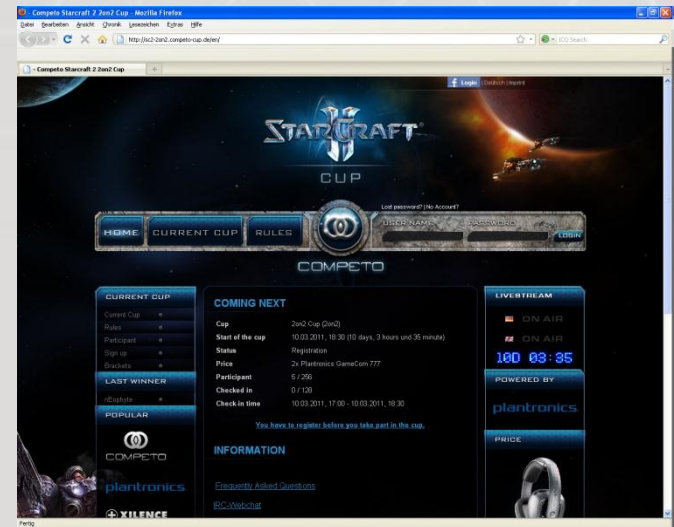 - Competo Starcraft 2 2on2 Cup - Mozilla Firefox
Datei Bearbeiten Ansicht Chronik Lesezeichen Extras Hilfe
http://sc2-2on2.competo-cup.de/en/
ICQ Search
- Competo Starcraft 2 2on2 Cup
Login | Deutsch | Imprint
STARCRAFT II
CUP
Lost password? | No Account?
HOME CURRENT CUP RULES USER NAME PASSWORD LOGIN
COMPETO
CURRENT CUP
Current Cup
Rules
Participant
Sign up
Brackets
LAST WINNER
nEophyte
POPULAR
COMPETO
plantronics
XILENCE
COMING NEXT
Cup 2on2 Cup (2on2)
Start of the cup 10.03.2011, 18:30 (10 days, 3 hours und 35 minute)
Status Registration
Price 2x Plantronics GameCom 777
Participant 5 / 256
Checked in 0 / 128
Check-in time 10.03.2011, 17:00 - 10.03.2011, 18:30
You have to register before you take part in the cup.
INFORMATION
Frequently Asked Questions
IRC-Webchat
LIVESTREAM
ON AIR
ON AIR
10D 03:35
POWERED BY
plantronics
PRICE
Fertig